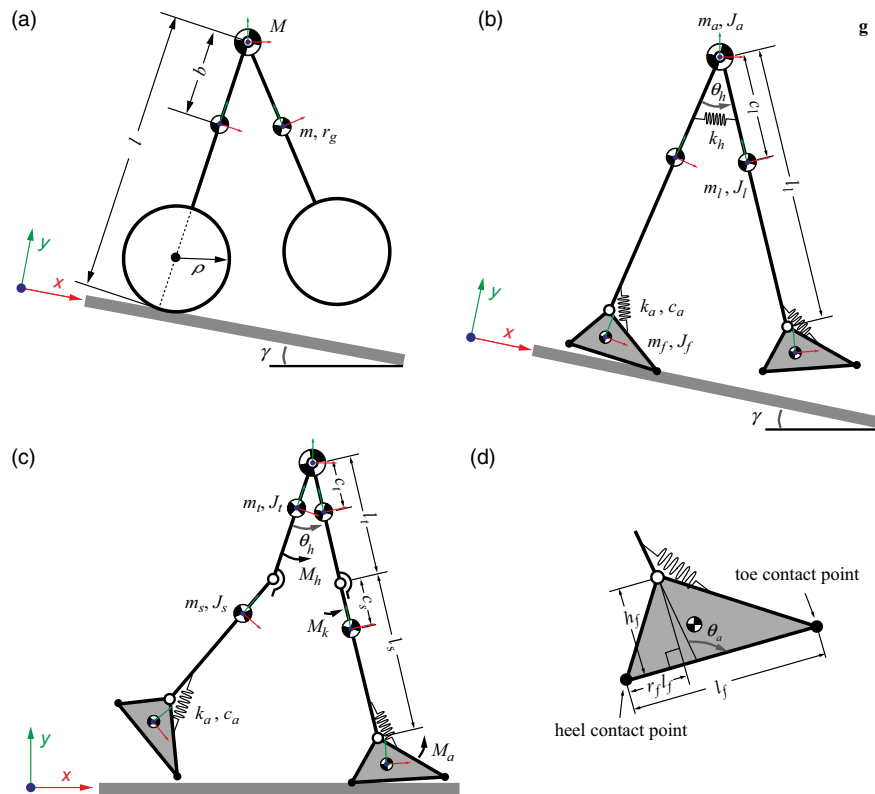 (a)
M
b
l
m, r_g
ρ
y
x
γ
(b)
g
m_a, J_a
θ_h
c_l
k_h
m_l, J_l
l_l
k_a, c_a
m_f, J_f
y
x
γ
(c)
c_t
m_t, J_t
l_t
θ_h
M_h
m_s, J_s
c_s
M_k
l_s
k_a, c_a
M_a
y
x
(d)
toe contact point
h_f
θ_a
r_f l_f
l_f
heel contact point